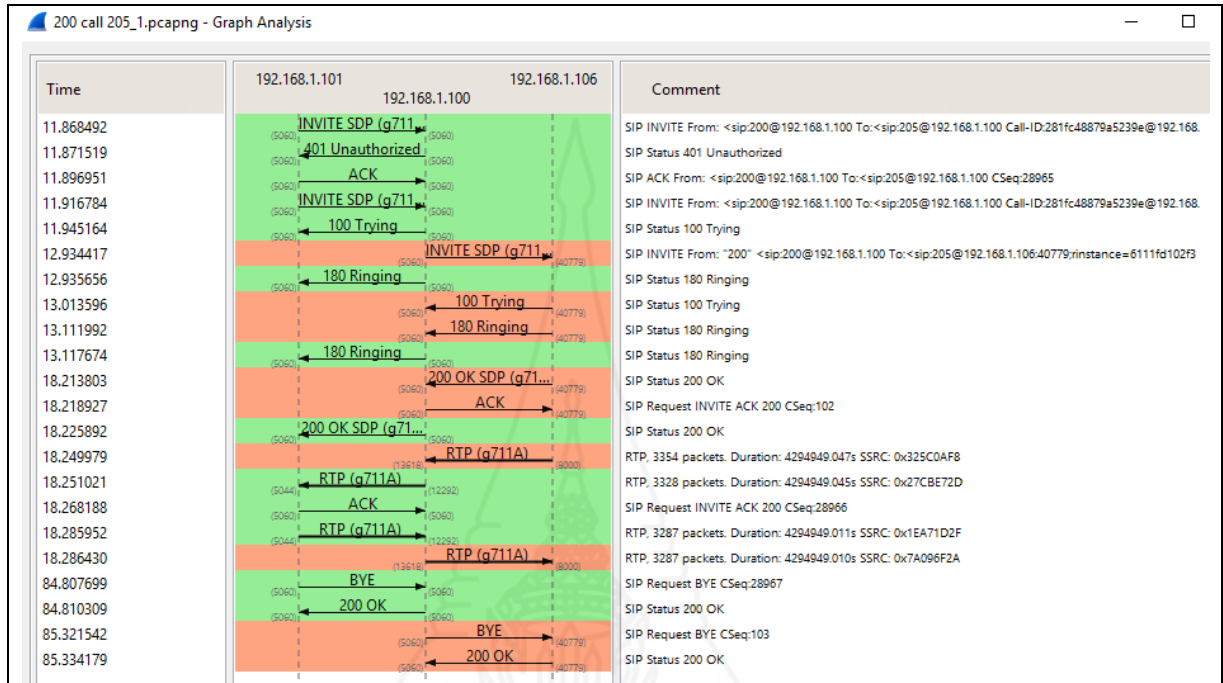 200 call 205_1.pcapng - Graph Analysis
Time 192.168.1.101 192.168.1.100 192.168.1.106 Comment
11.868492 (5060) INVITE SDP (g711... (5060) SIP INVITE From: <sip:200@192.168.1.100 To:<sip:205@192.168.1.100 Call-ID:281fc48879a5239e@192.168.
11.871519 (5060) 401 Unauthorized (5060) SIP Status 401 Unauthorized
11.896951 (5060) ACK (5060) SIP ACK From: <sip:200@192.168.1.100 To:<sip:205@192.168.1.100 CSeq:28965
11.916784 (5060) INVITE SDP (g711... (5060) SIP INVITE From: <sip:200@192.168.1.100 To:<sip:205@192.168.1.100 Call-ID:281fc48879a5239e@192.168.
11.945164 (5060) 100 Trying (5060) SIP Status 100 Trying
12.934417 (5060) INVITE SDP (g711... (40779) SIP INVITE From: "200" <sip:200@192.168.1.100 To:<sip:205@192.168.1.106:40779;rinstance=6111fd102cf3
12.935656 (5060) 180 Ringing (5060) SIP Status 180 Ringing
13.013596 (5060) 100 Trying (40779) SIP Status 100 Trying
13.111992 (5060) 180 Ringing (40779) SIP Status 180 Ringing
13.117674 (5060) 180 Ringing (5060) SIP Status 180 Ringing
18.213803 (5060) 200 OK SDP (g71... (40779) SIP Status 200 OK
18.218927 (5060) ACK (40779) SIP Request INVITE ACK 200 CSeq:102
18.225892 (5060) 200 OK SDP (g71... (5060) SIP Status 200 OK
18.249979 (13618) RTP (g711A) (8000) RTP, 3354 packets. Duration: 4294949.047s SSRC: 0x325C0AF8
18.251021 (5044) RTP (g711A) (12292) RTP, 3328 packets. Duration: 4294949.045s SSRC: 0x27CBE72D
18.268188 (5060) ACK (5060) SIP Request INVITE ACK 200 CSeq:28966
18.285952 (5044) RTP (g711A) (12292) RTP, 3287 packets. Duration: 4294949.011s SSRC: 0x1EA71D2F
18.286430 (13618) RTP (g711A) (8000) RTP, 3287 packets. Duration: 4294949.010s SSRC: 0x7A096F2A
84.807699 (5060) BYE (5060) SIP Request BYE CSeq:28967
84.810309 (5060) 200 OK (5060) SIP Status 200 OK
85.321542 (5060) BYE (40779) SIP Request BYE CSeq:103
85.334179 (5060) 200 OK (40779) SIP Status 200 OK